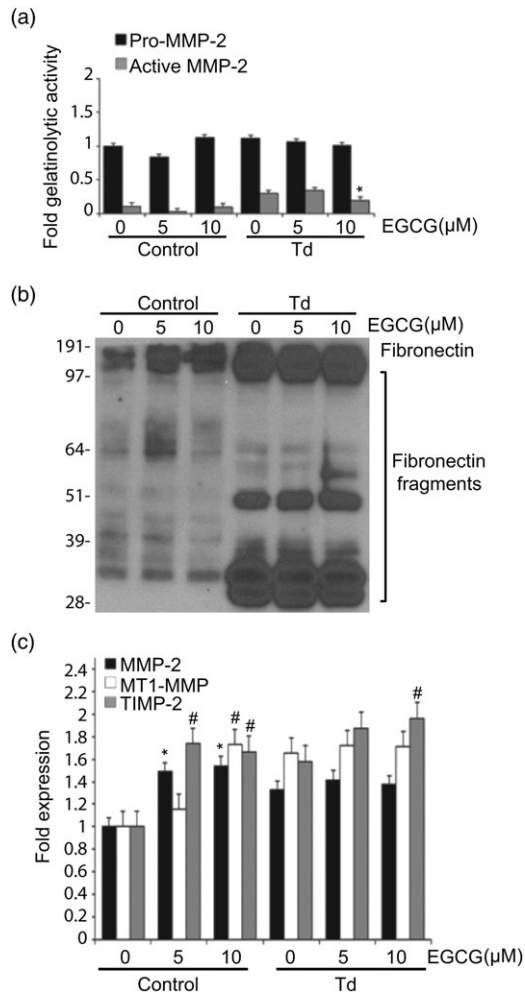 (a)
Pro-MMP-2
Active MMP-2
Fold gelatinolytic activity
2
1.5
1
0.5
0
*
0 5 10 0 5 10 EGCG(μM)
Control Td
(b)
Control Td
0 5 10 0 5 10 EGCG(μM)
191- Fibronectin
97-
64-
Fibronectin
fragments
51-
39-
28-
(c)
MMP-2
MT1-MMP
TIMP-2
Fold expression
2.4
2.2
2
1.8
1.6
1.4
1.2
1
0.8
0.6
0.4
0.2
0
* # * # # #
0 5 10 0 5 10 EGCG(μM)
Control Td